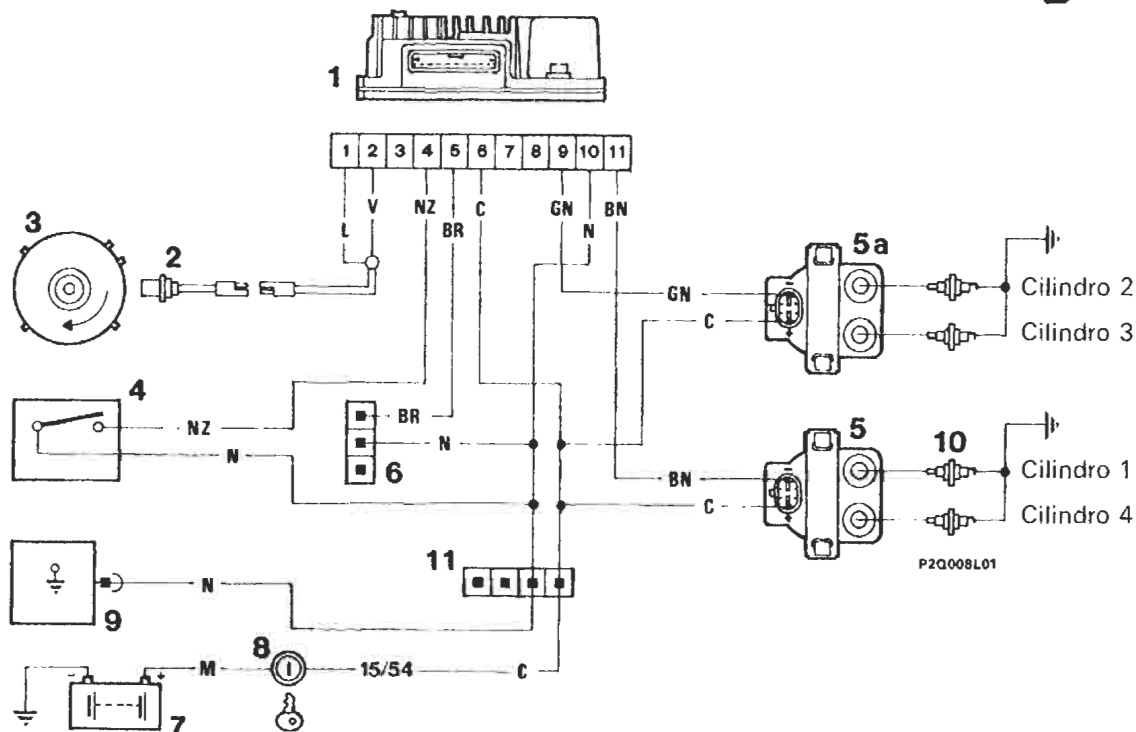 1
1 2 3 4 5 6 7 8 9 10 11
L V NZ BR C GN N BN
3
2
5a
GN
C
Cilindro 2
Cilindro 3
4
NZ
N
BR
N
6
5
10
BN
C
Cilindro 1
Cilindro 4
P2Q008L01
11
N
9
8
M
15/54
C
7